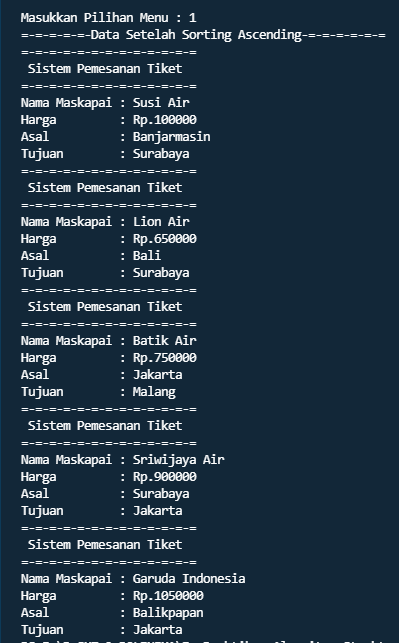 Masukkan Pilihan Menu : 1
=-=-=-=-=-Data Setelah Sorting Ascending-=-=-=-=-=-=
=-=-=-=-=-=-=-=-=-=-=-=-=
Sistem Pemesanan Tiket
=-=-=-=-=-=-=-=-=-=-=-=-=
Nama Maskapai : Susi Air
Harga         : Rp.100000
Asal          : Banjarmasin
Tujuan        : Surabaya
=-=-=-=-=-=-=-=-=-=-=-=-=
Sistem Pemesanan Tiket
=-=-=-=-=-=-=-=-=-=-=-=-=
Nama Maskapai : Lion Air
Harga         : Rp.650000
Asal          : Bali
Tujuan        : Surabaya
=-=-=-=-=-=-=-=-=-=-=-=-=
Sistem Pemesanan Tiket
=-=-=-=-=-=-=-=-=-=-=-=-=
Nama Maskapai : Batik Air
Harga         : Rp.750000
Asal          : Jakarta
Tujuan        : Malang
=-=-=-=-=-=-=-=-=-=-=-=-=
Sistem Pemesanan Tiket
=-=-=-=-=-=-=-=-=-=-=-=-=
Nama Maskapai : Sriwijaya Air
Harga         : Rp.900000
Asal          : Surabaya
Tujuan        : Jakarta
=-=-=-=-=-=-=-=-=-=-=-=-=
Sistem Pemesanan Tiket
=-=-=-=-=-=-=-=-=-=-=-=-=
Nama Maskapai : Garuda Indonesia
Harga         : Rp.1050000
Asal          : Balikpapan
Tujuan        : Jakarta